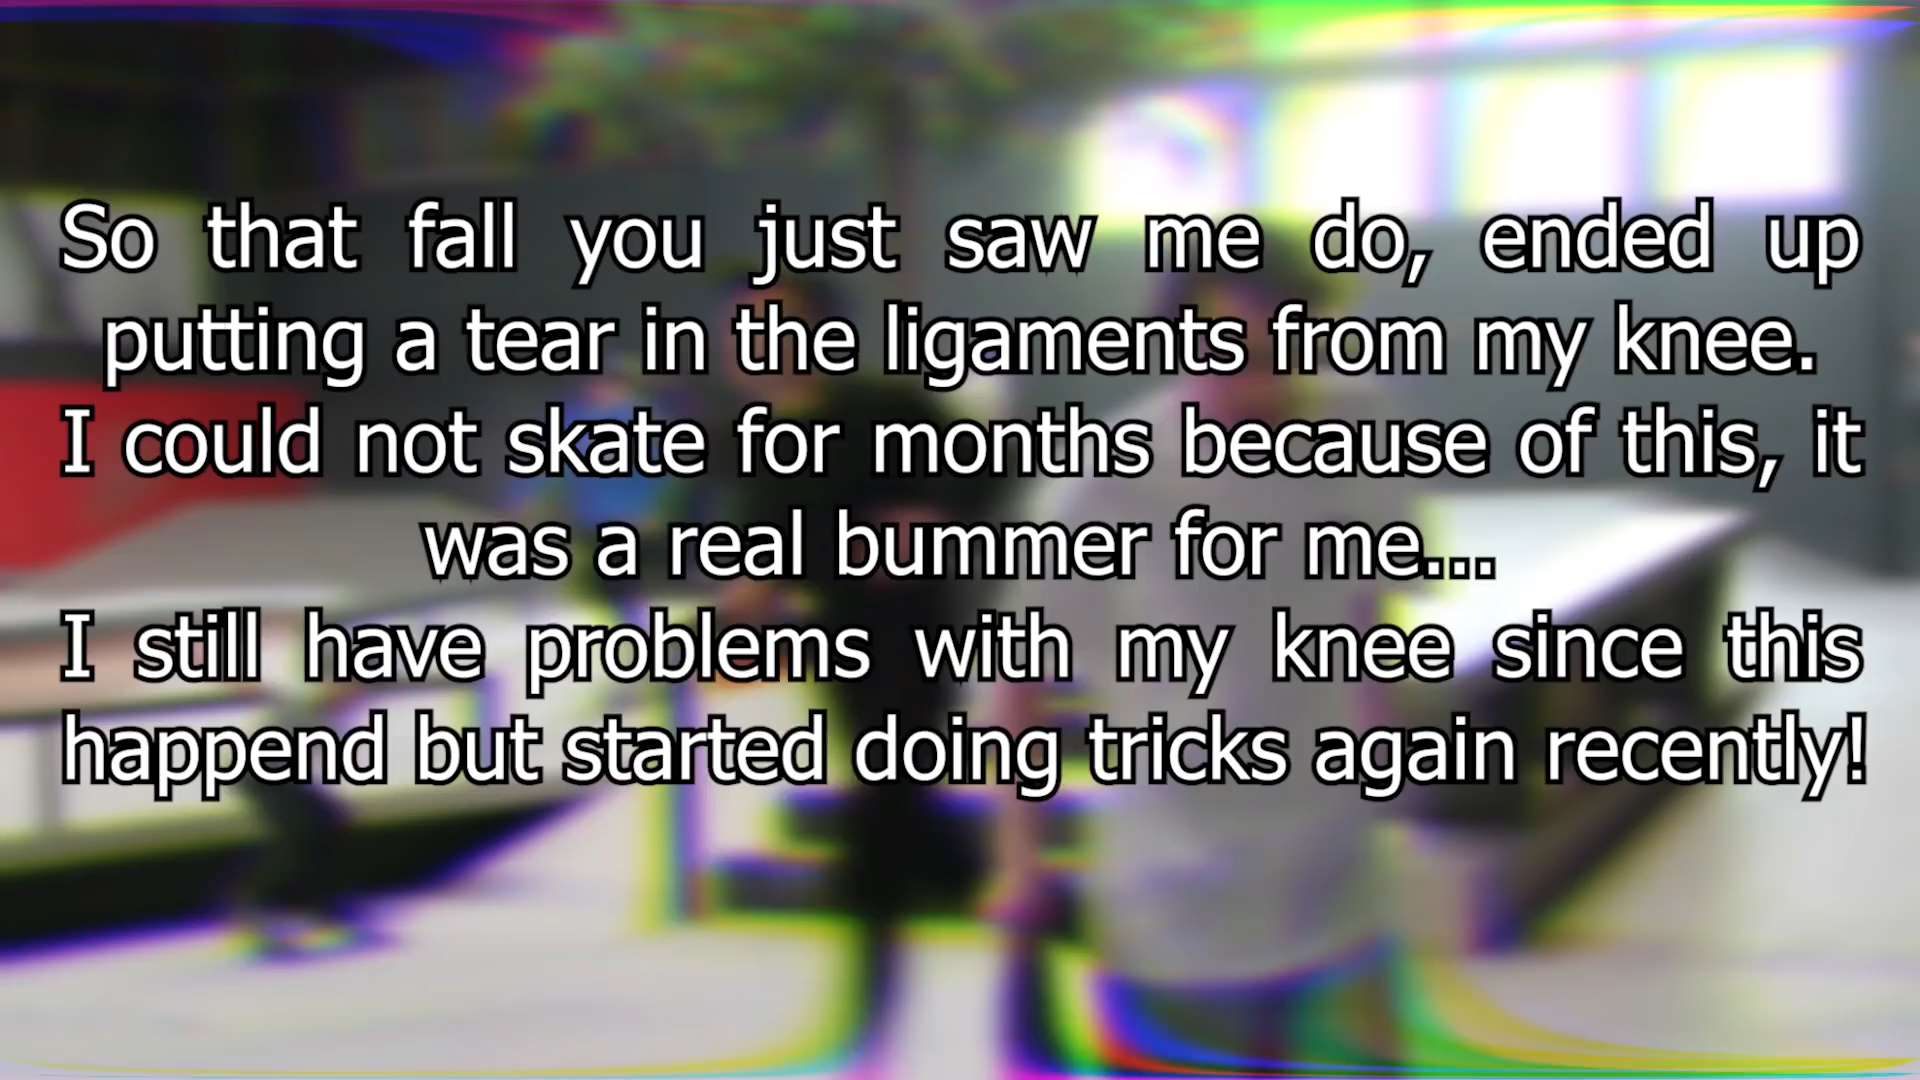 So that fall you just saw me do, ended up
putting a tear in the ligaments from my knee.
I could not skate for months because of this, it
was a real bummer for me...
I still have problems with my knee since this
happend but started doing tricks again recently!